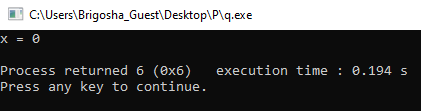 C:\Users\Brigosha_Guest\Desktop\P\q.exe
x = 0
Process returned 6 (0x6)   execution time : 0.194 s
Press any key to continue.